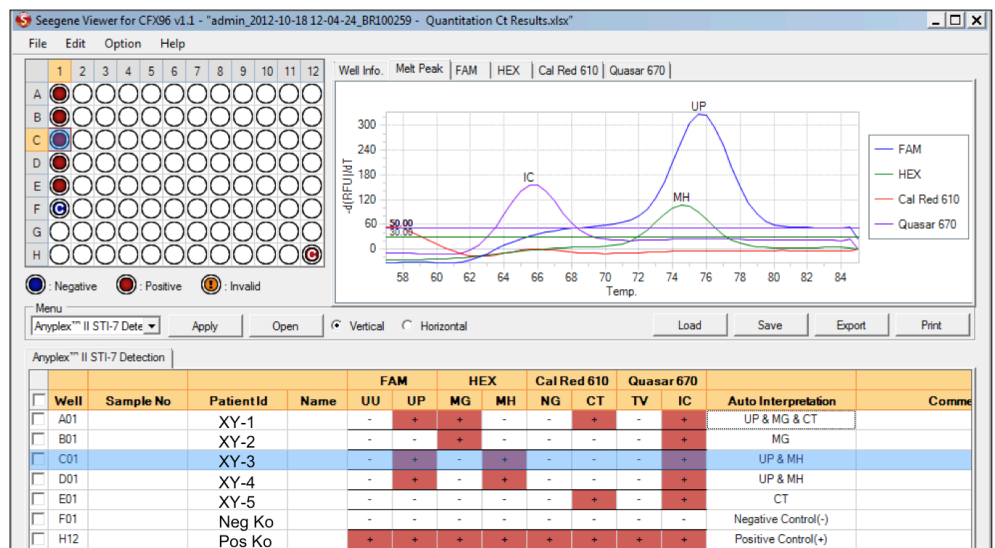 Seegene Viewer for CFX96 v1.1 - "admin_2012-10-18 12-04-24_BR100259 - Quantitation Ct Results.xlsx"
File Edit Option Help
1 2 3 4 5 6 7 8 9 10 11 12
A
B
C
D
E
F C
G
H C
: Negative : Positive ! : Invalid
Well Info. Melt Peak FAM HEX Cal Red 610 Quasar 670
-d(RFU)/dT
300
240
180
120
60
0
50.00
30.00
IC
UP
MH
58 60 62 64 66 68 70 72 74 76 78 80 82 84
Temp.
FAM
HEX
Cal Red 610
Quasar 670
Menu
Anyplex™ II STI-7 Dete Apply Open Vertical Horizontal Load Save Export Print
Anyplex™ II STI-7 Detection
FAM HEX Cal Red 610 Quasar 670
Well Sample No Patient Id Name UU UP MG MH NG CT TV IC Auto Interpretation Comme
A01 XY-1 - + + - - + - + UP & MG & CT
B01 XY-2 - - + - - - - + MG
C01 XY-3 - + - + - - - + UP & MH
D01 XY-4 - + - + - - - + UP & MH
E01 XY-5 - - - - - + - + CT
F01 Neg Ko - - - - - - - - Negative Control(-)
H12 Pos Ko + + + + + + + + Positive Control(+)